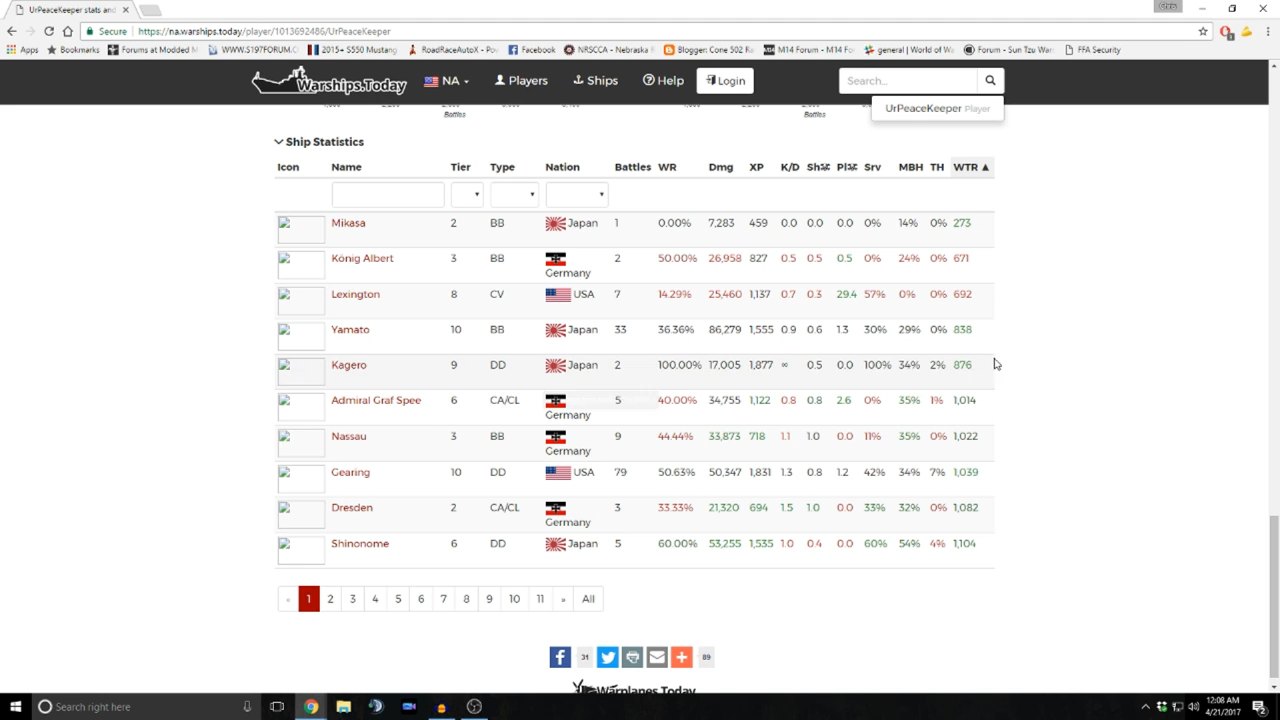 UrPeaceKeeper stats and
Chris
Secure https://na.warships.today/player/1013692486/UrPeaceKeeper
Apps Bookmarks Forums at Modded M WWW.S197FORUM.C 2015+ S550 Mustang RoadRaceAutoX - Po Facebook NRSCCA - Nebraska R Blogger: Cone 502 Ra M14 Forum - M14 Fo general | World of Wa Forum - Sun Tzu War FFA Security
Warships.Today NA Players Ships Help Login Search...
UrPeaceKeeper Player
Battles Battles
Ship Statistics
Icon Name Tier Type Nation Battles WR Dmg XP K/D Sh Pl Srv MBH TH WTR ▲
Mikasa 2 BB Japan 1 0.00% 7,283 459 0.0 0.0 0.0 0% 14% 0% 273
König Albert 3 BB Germany 2 50.00% 26,958 827 0.5 0.5 0.5 0% 24% 0% 671
Lexington 8 CV USA 7 14.29% 25,460 1,137 0.7 0.3 29.4 57% 0% 0% 692
Yamato 10 BB Japan 33 36.36% 86,279 1,555 0.9 0.6 1.3 30% 29% 0% 838
Kagero 9 DD Japan 2 100.00% 17,005 1,877 ∞ 0.5 0.0 100% 34% 2% 876
Admiral Graf Spee 6 CA/CL Germany 5 40.00% 34,755 1,122 0.8 0.8 2.6 0% 35% 1% 1,014
Nassau 3 BB Germany 9 44.44% 33,873 718 1.1 1.0 0.0 11% 35% 0% 1,022
Gearing 10 DD USA 79 50.63% 50,347 1,831 1.3 0.8 1.2 42% 34% 7% 1,039
Dresden 2 CA/CL Germany 3 33.33% 21,320 694 1.5 1.0 0.0 33% 32% 0% 1,082
Shinonome 6 DD Japan 5 60.00% 53,255 1,535 1.0 0.4 0.0 60% 54% 4% 1,104
« 1 2 3 4 5 6 7 8 9 10 11 » All
31 89
Warplanes.Today
Search right here
12:08 AM
4/21/2017